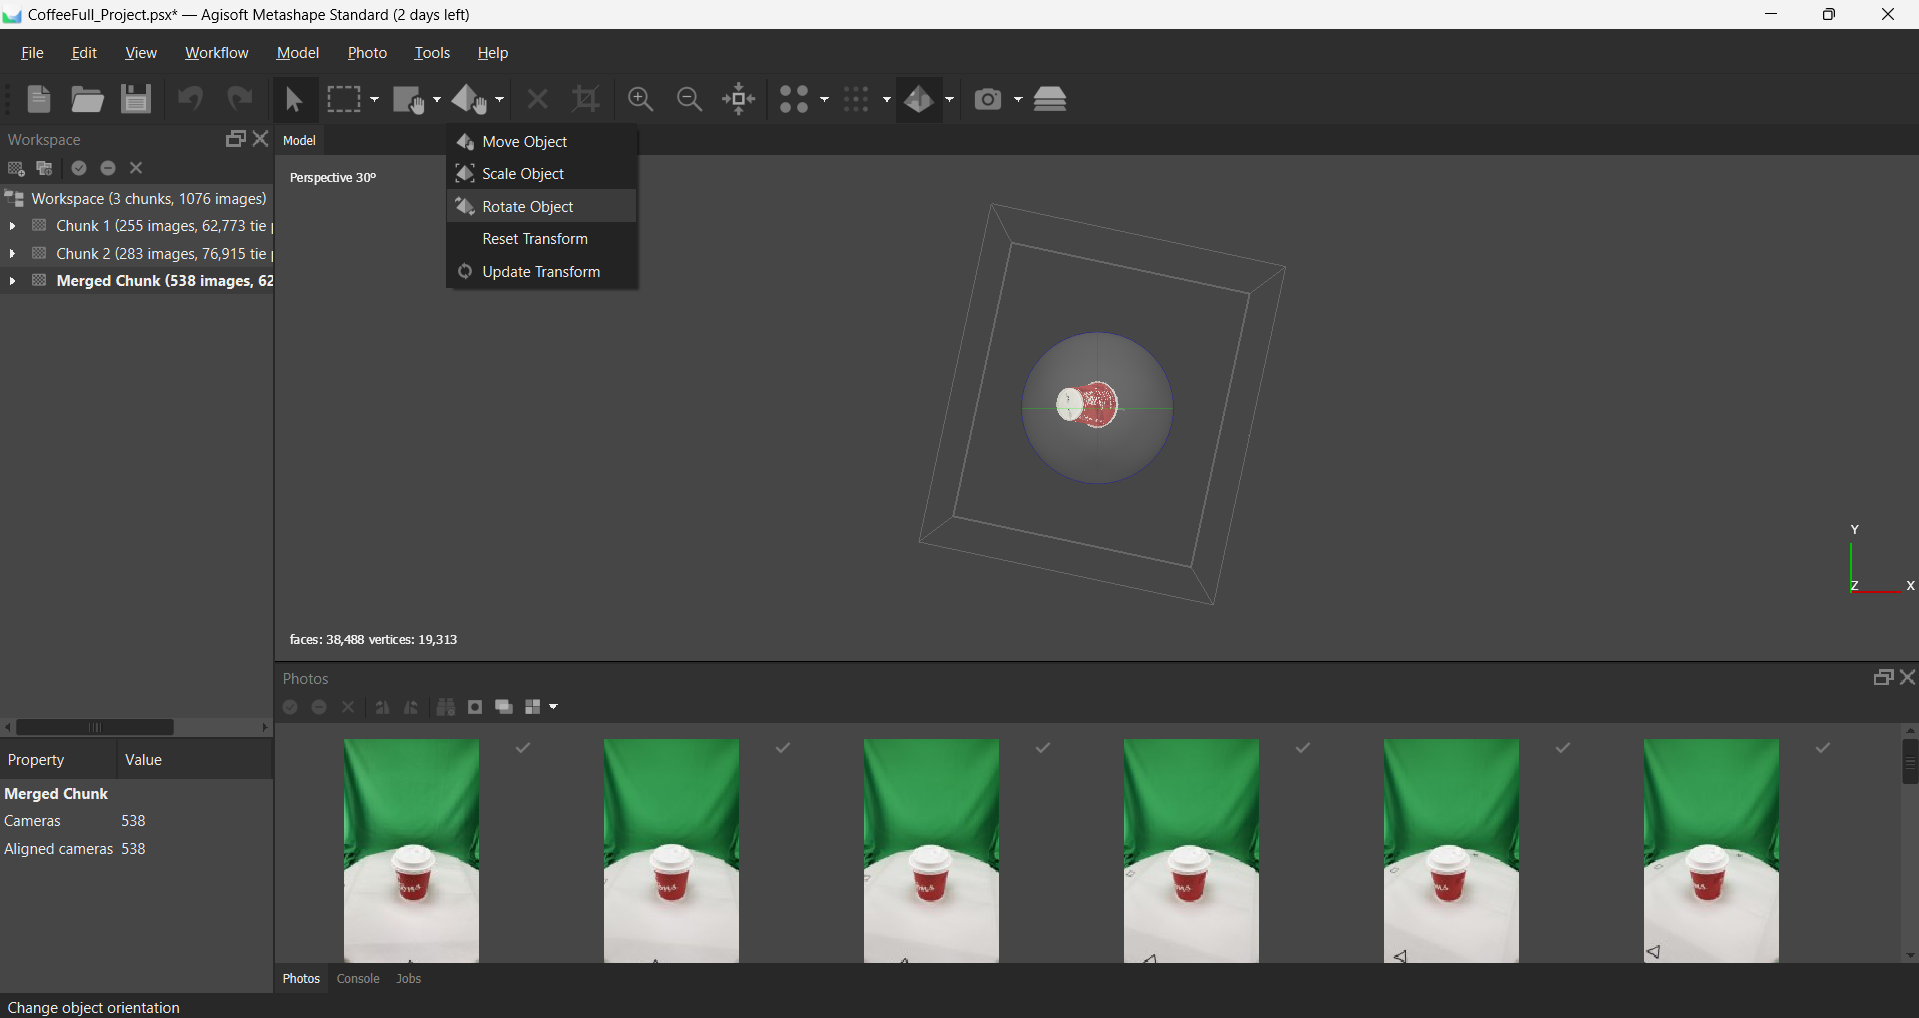 CoffeeFull_Project.psx* — Agisoft Metashape Standard (2 days left)
File Edit View Workflow Model Photo Tools Help
Workspace
Model
Move Object
Scale Object
Rotate Object
Reset Transform
Update Transform
Perspective 30°
Workspace (3 chunks, 1076 images)
Chunk 1 (255 images, 62,773 tie
Chunk 2 (283 images, 76,915 tie
Merged Chunk (538 images, 62
Y
Z
X
faces: 38,488 vertices: 19,313
Photos
Property Value
Merged Chunk
Cameras 538
Aligned cameras 538
Photos Console Jobs
Change object orientation